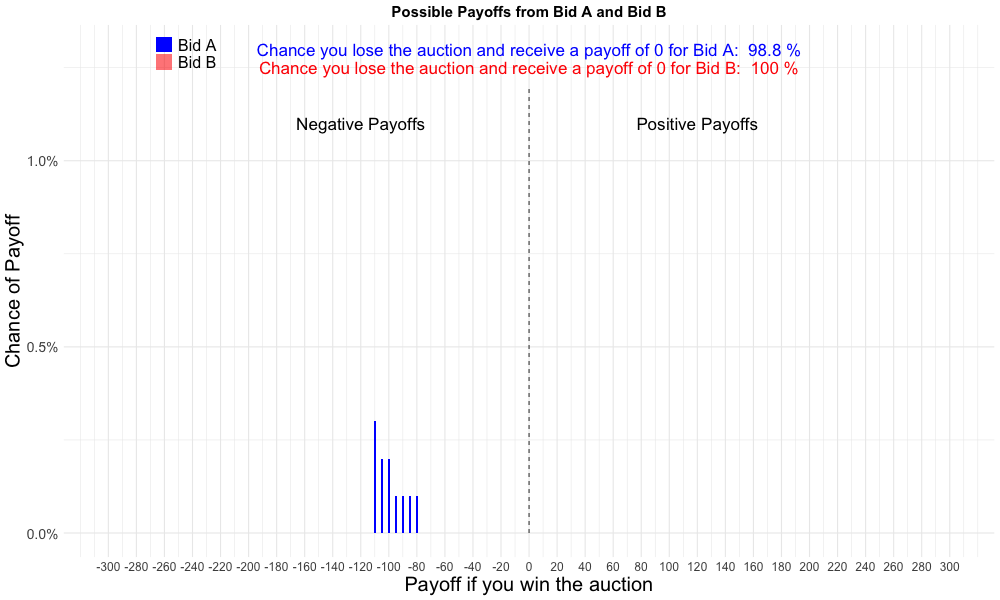 Possible Payoffs from Bid A and Bid B
Bid A
Bid B
Chance you lose the auction and receive a payoff of 0 for Bid A:  98.8 %
Chance you lose the auction and receive a payoff of 0 for Bid B:  100 %
Negative Payoffs
Positive Payoffs
Chance of Payoff
1.0%
0.5%
0.0%
-300 -280 -260 -240 -220 -200 -180 -160 -140 -120 -100 -80 -60 -40 -20 0 20 40 60 80 100 120 140 160 180 200 220 240 260 280 300
Payoff if you win the auction